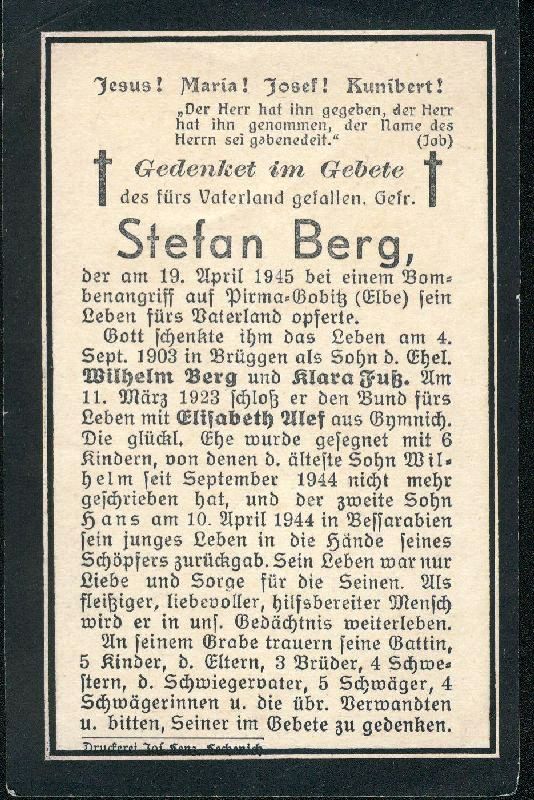 Jesus! Maria! Josef! Kunibert!
„Der Herr hat ihn gegeben, der Herr
hat ihn genommen, der Name des
Herrn sei gebenedeit.“ (Job)
Gedenket im Gebete
des fürs Vaterland gefallen. Gefr.
Stefan Berg,
der am 19. April 1945 bei einem Bom-
benangriff auf Pirma-Gobitz (Elbe) sein
Leben fürs Vaterland opferte.
Gott schenkte ihm das Leben am 4.
Sept. 1903 in Brüggen als Sohn d. Ehel.
Wilhelm Berg und Klara Fuß. Am
11. März 1923 schloß er den Bund fürs
Leben mit Elisabeth Alef aus Gymnich.
Die glückl. Ehe wurde gesegnet mit 6
Kindern, von denen d. älteste Sohn Wil-
helm seit September 1944 nicht mehr
geschrieben hat, und der zweite Sohn
Hans am 10. April 1944 in Bessarabien
sein junges Leben in die Hände seines
Schöpfers zurückgab. Sein Leben war nur
Liebe und Sorge für die Seinen. Als
fleißiger, liebevoller, hilfsbereiter Mensch
wird er in uns. Gedächtnis weiterleben.
An seinem Grabe trauern seine Gattin,
5 Kinder, d. Eltern, 3 Brüder, 4 Schwe-
stern, d. Schwiegervater, 5 Schwäger, 4
Schwägerinnen u. die übr. Verwandten
u. bitten, Seiner im Gebete zu gedenken.
Druckerei Jos. Lenz, Lechenich